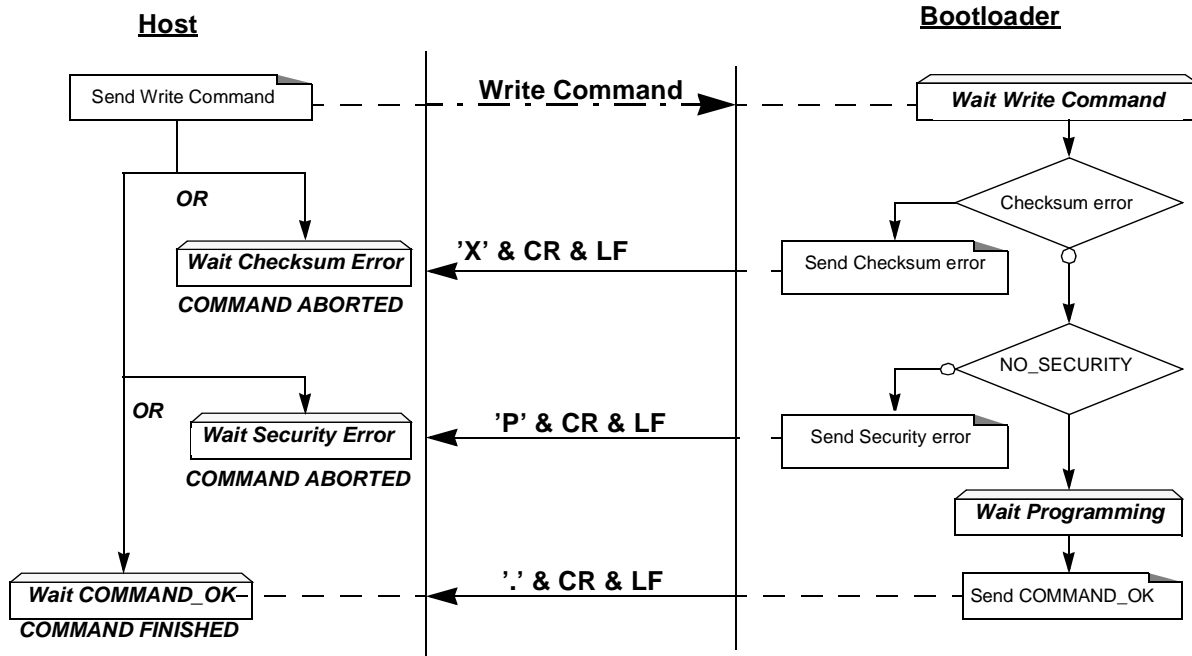 Host
Bootloader
Send Write Command
Write Command
Wait Write Command
OR
Checksum error
Wait Checksum Error
'X' & CR & LF
Send Checksum error
COMMAND ABORTED
NO_SECURITY
OR
Wait Security Error
'P' & CR & LF
Send Security error
COMMAND ABORTED
Wait Programming
Wait COMMAND_OK
'.' & CR & LF
Send COMMAND_OK
COMMAND FINISHED